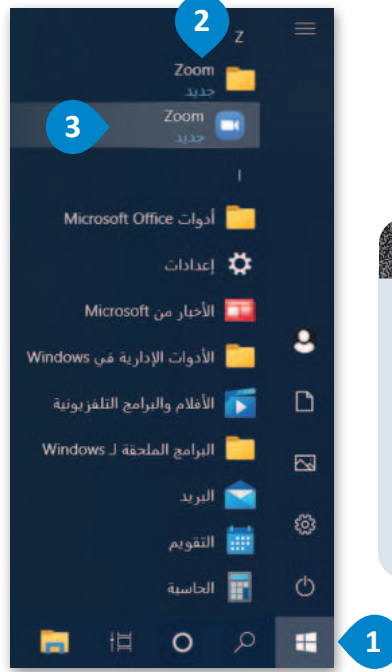 2
Z
Zoom
جديد
3
Zoom
جديد
أ
أدوات Microsoft Office
إعدادات
الأخبار من Microsoft
الأدوات الإدارية في Windows
الأفلام والبرامج التلفزيونية
البرامج الملحقة لـ Windows
البريد
التقويم
الحاسبة
1